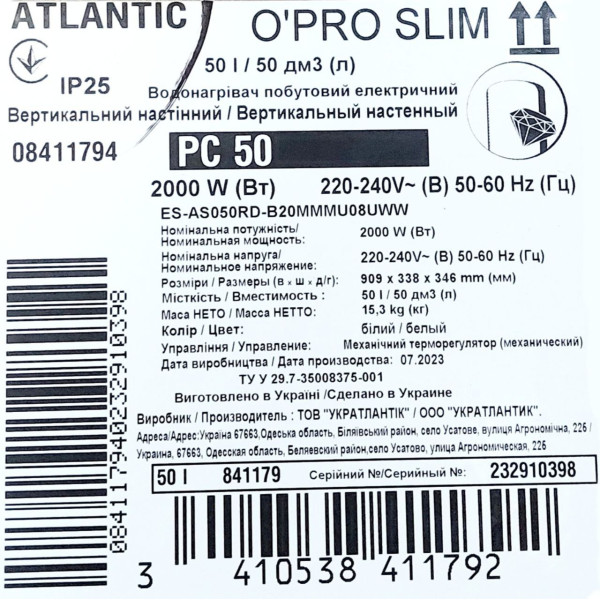 ATLANTIC
O'PRO SLIM
50 l / 50 дм3 (л)
IP25
Водонагрівач побутовий електричний
Вертикальний настінний / Вертикальный настенный
08411794
PC 50
2000 W (Вт) 220-240V~ (В) 50-60 Hz (Гц)
ES-AS050RD-B20MMMU08UWW
Номінальна потужність/
Номинальная мощность: 2000 W (Вт)
Номінальна напруга/
Номинальное напряжение: 220-240V~ (В) 50-60 Hz (Гц)
Розміри / Размеры (в х ш х д/г): 909 x 338 x 346 mm (мм)
Місткість / Вместимость : 50 l / 50 дм3 (л)
Маса НЕТО / Масса НЕТТО: 15,3 kg (кг)
Колір / Цвет: білий / белый
Управління / Управление: Механічний терморегулятор (механический)
Дата виробництва / Дата производства: 07.2023
ТУ У 29.7-35008375-001
Виготовлено в Україні /Сделано в Украине
Виробник / Производитель : ТОВ "УКРАТЛАНТІК" / ООО "УКРАТЛАНТИК".
Адреса/Адрес:Україна 67663,Одеська область, Біляївський район, село Усатове, вулиця Агрономічна, 226 /
Украина, 67663, Одесская область, Беляевский район,село Усатово, улица Агрономическая, 226
50 l 841179 Серійний №/Серыйный №: 232910398
0841179402329103​98
3 410538 411792